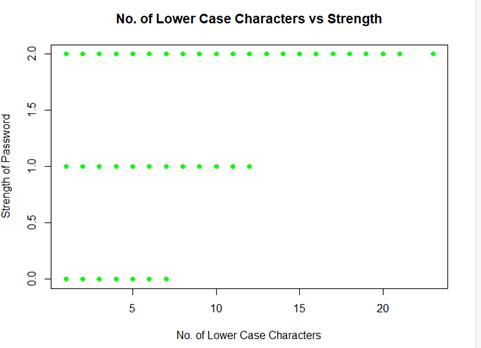 No. of Lower Case Characters vs Strength
Strength of Password
2.0
1.5
1.0
0.5
0.0
5 10 15 20
No. of Lower Case Characters